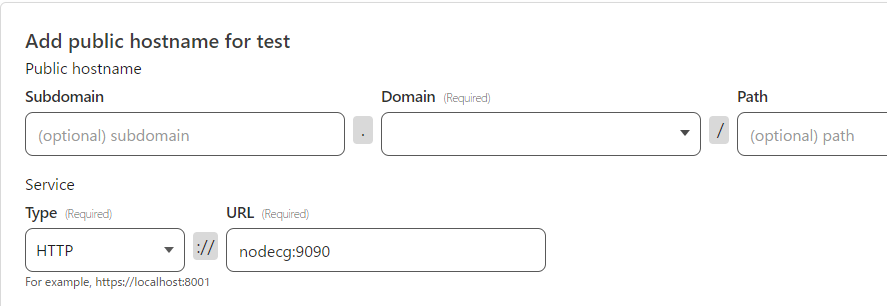 Add public hostname for test
Public hostname
Subdomain Domain (Required) Path
(optional) subdomain . / (optional) path
Service
Type (Required) URL (Required)
HTTP :// nodecg:9090
For example, https://localhost:8001